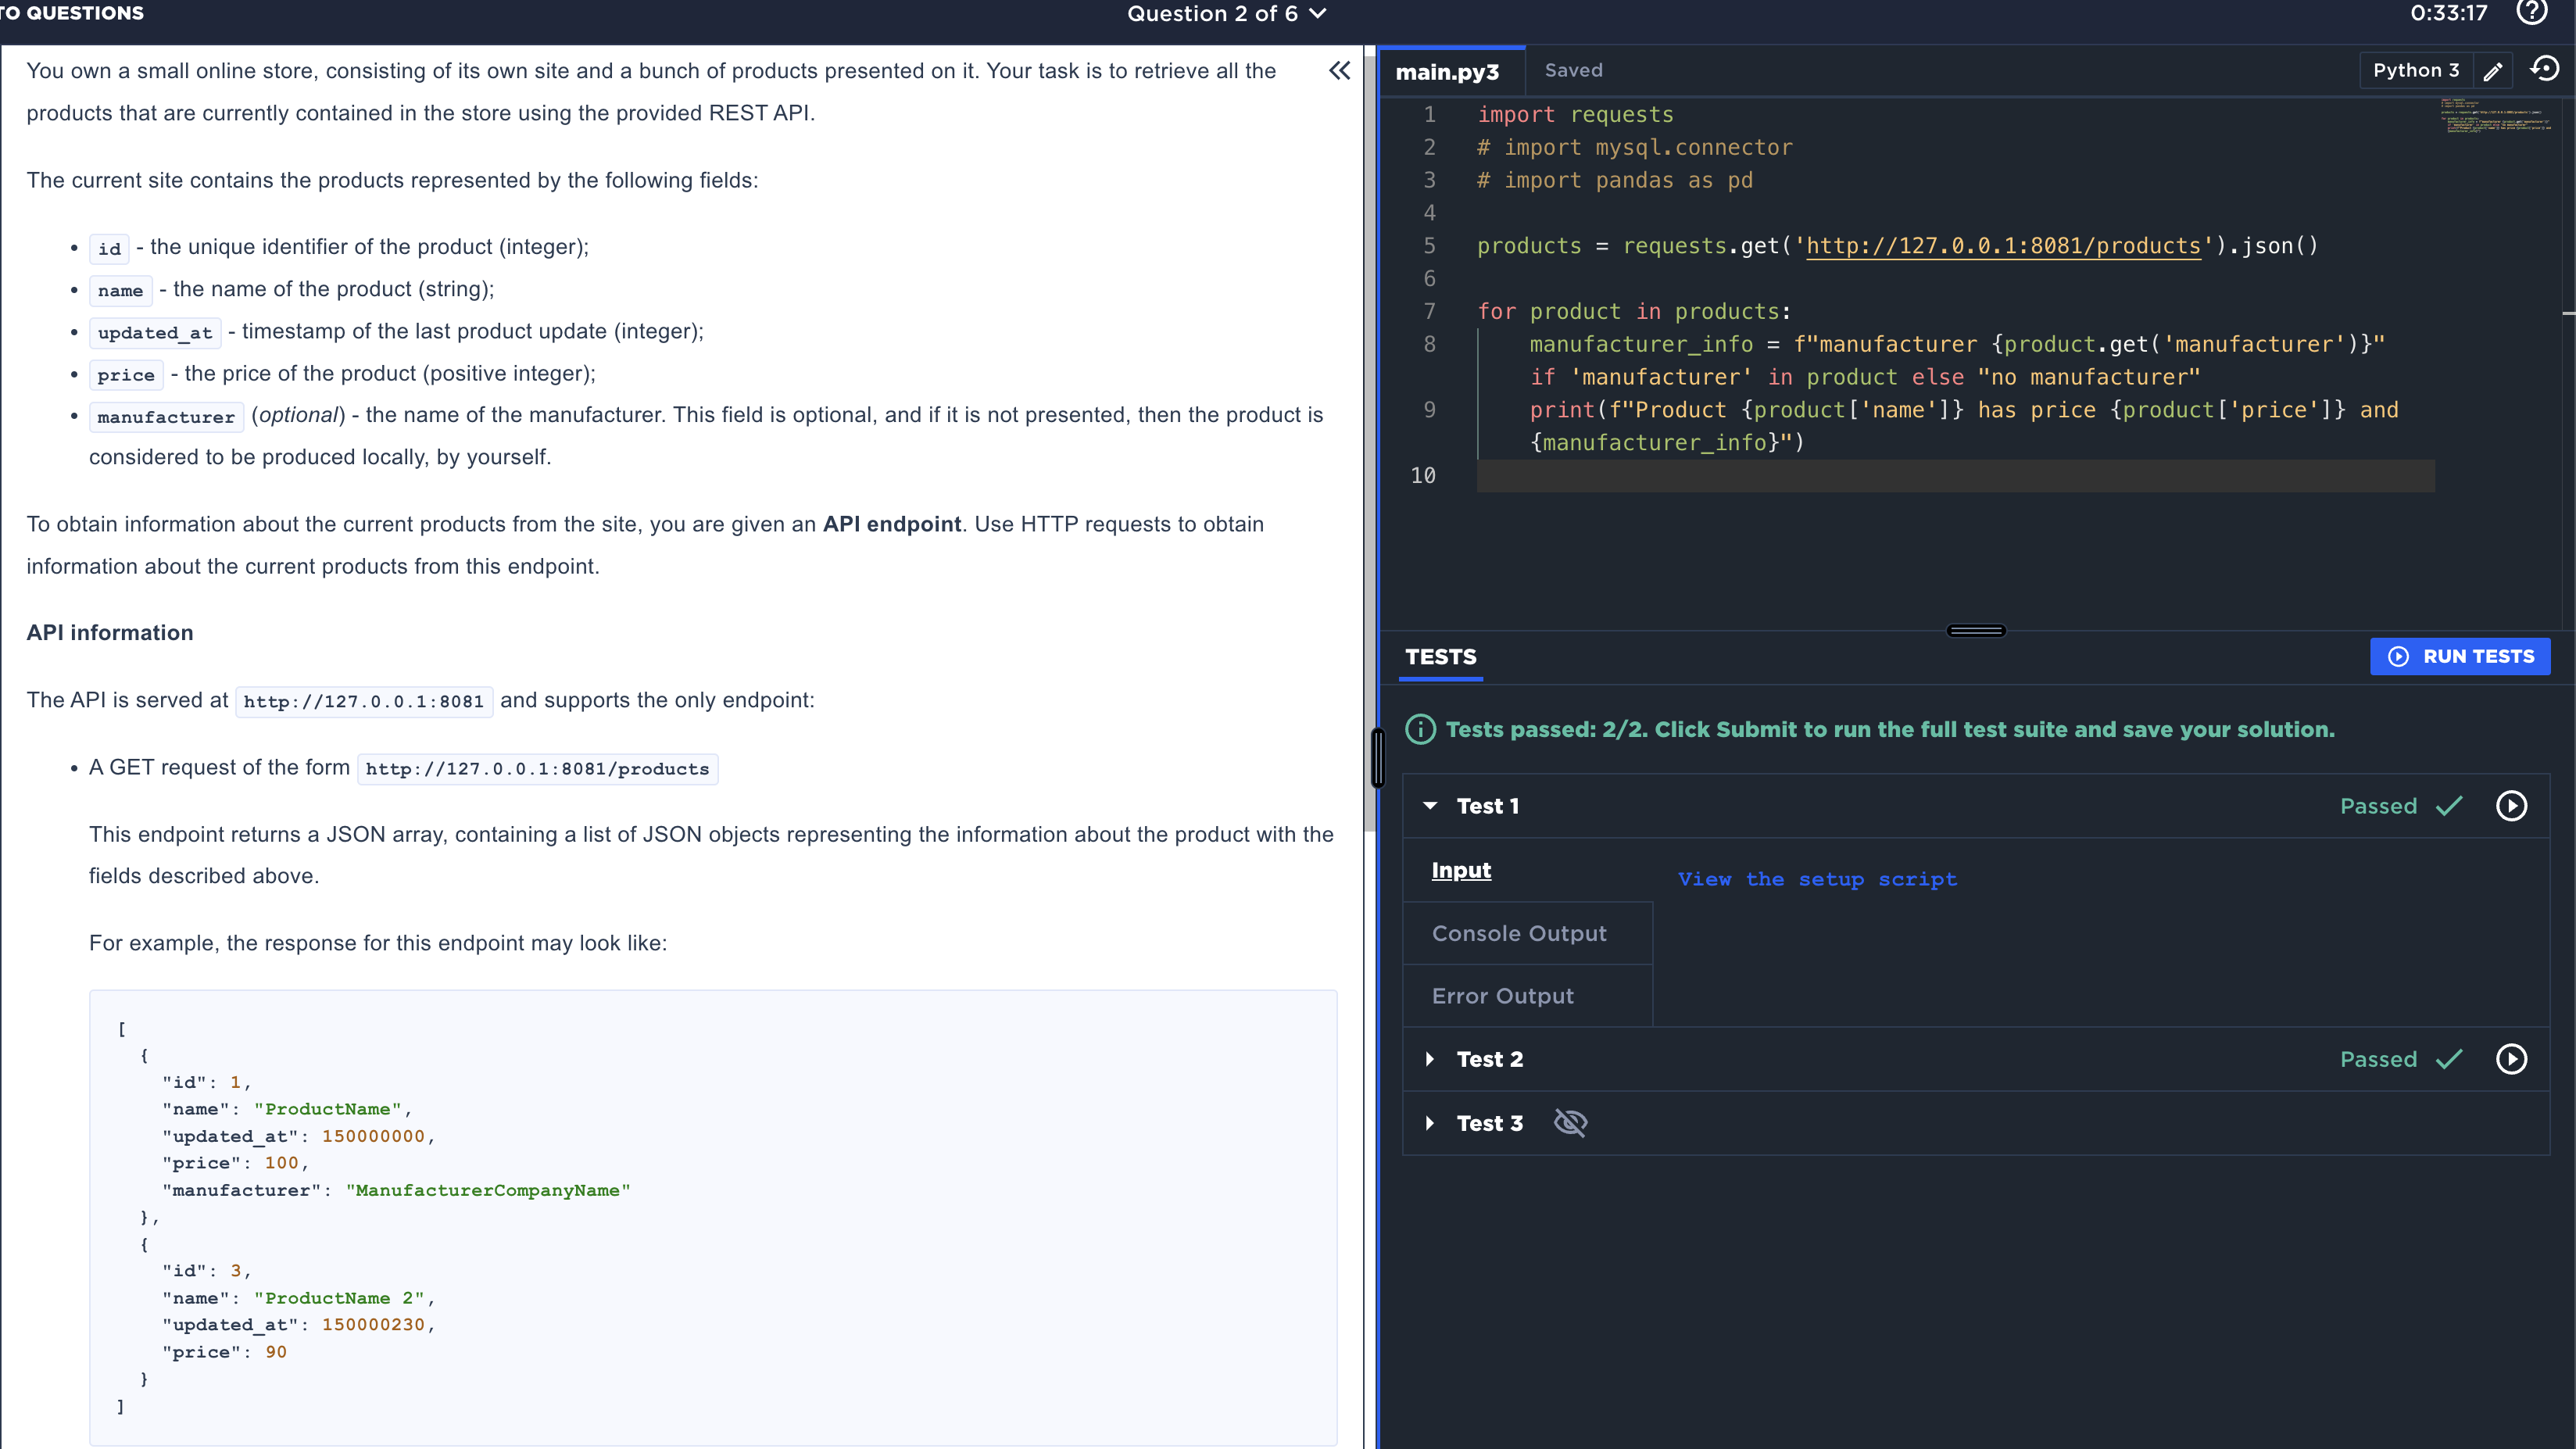 TO QUESTIONS
Question 2 of 6
0:33:17
You own a small online store, consisting of its own site and a bunch of products presented on it. Your task is to retrieve all the
products that are currently contained in the store using the provided REST API.
The current site contains the products represented by the following fields:
• id - the unique identifier of the product (integer);
• name - the name of the product (string);
• updated_at - timestamp of the last product update (integer);
• price - the price of the product (positive integer);
• manufacturer (optional) - the name of the manufacturer. This field is optional, and if it is not presented, then the product is
considered to be produced locally, by yourself.
To obtain information about the current products from the site, you are given an API endpoint. Use HTTP requests to obtain
information about the current products from this endpoint.
API information
The API is served at http://127.0.0.1:8081 and supports the only endpoint:
• A GET request of the form http://127.0.0.1:8081/products
This endpoint returns a JSON array, containing a list of JSON objects representing the information about the product with the
fields described above.
For example, the response for this endpoint may look like:
[
{
"id": 1,
"name": "ProductName",
"updated_at": 150000000,
"price": 100,
"manufacturer": "ManufacturerCompanyName"
},
{
"id": 3,
"name": "ProductName 2",
"updated_at": 150000230,
"price": 90
}
]
main.py3
Saved
Python 3
1 import requests
2 # import mysql.connector
3 # import pandas as pd
4
5 products = requests.get('http://127.0.0.1:8081/products').json()
6
7 for product in products:
8 manufacturer_info = f"manufacturer {product.get('manufacturer')}"
if 'manufacturer' in product else "no manufacturer"
9 print(f"Product {product['name']} has price {product['price']} and
{manufacturer_info}")
10
TESTS
RUN TESTS
Tests passed: 2/2. Click Submit to run the full test suite and save your solution.
Test 1
Passed
Input
View the setup script
Console Output
Error Output
Test 2
Passed
Test 3